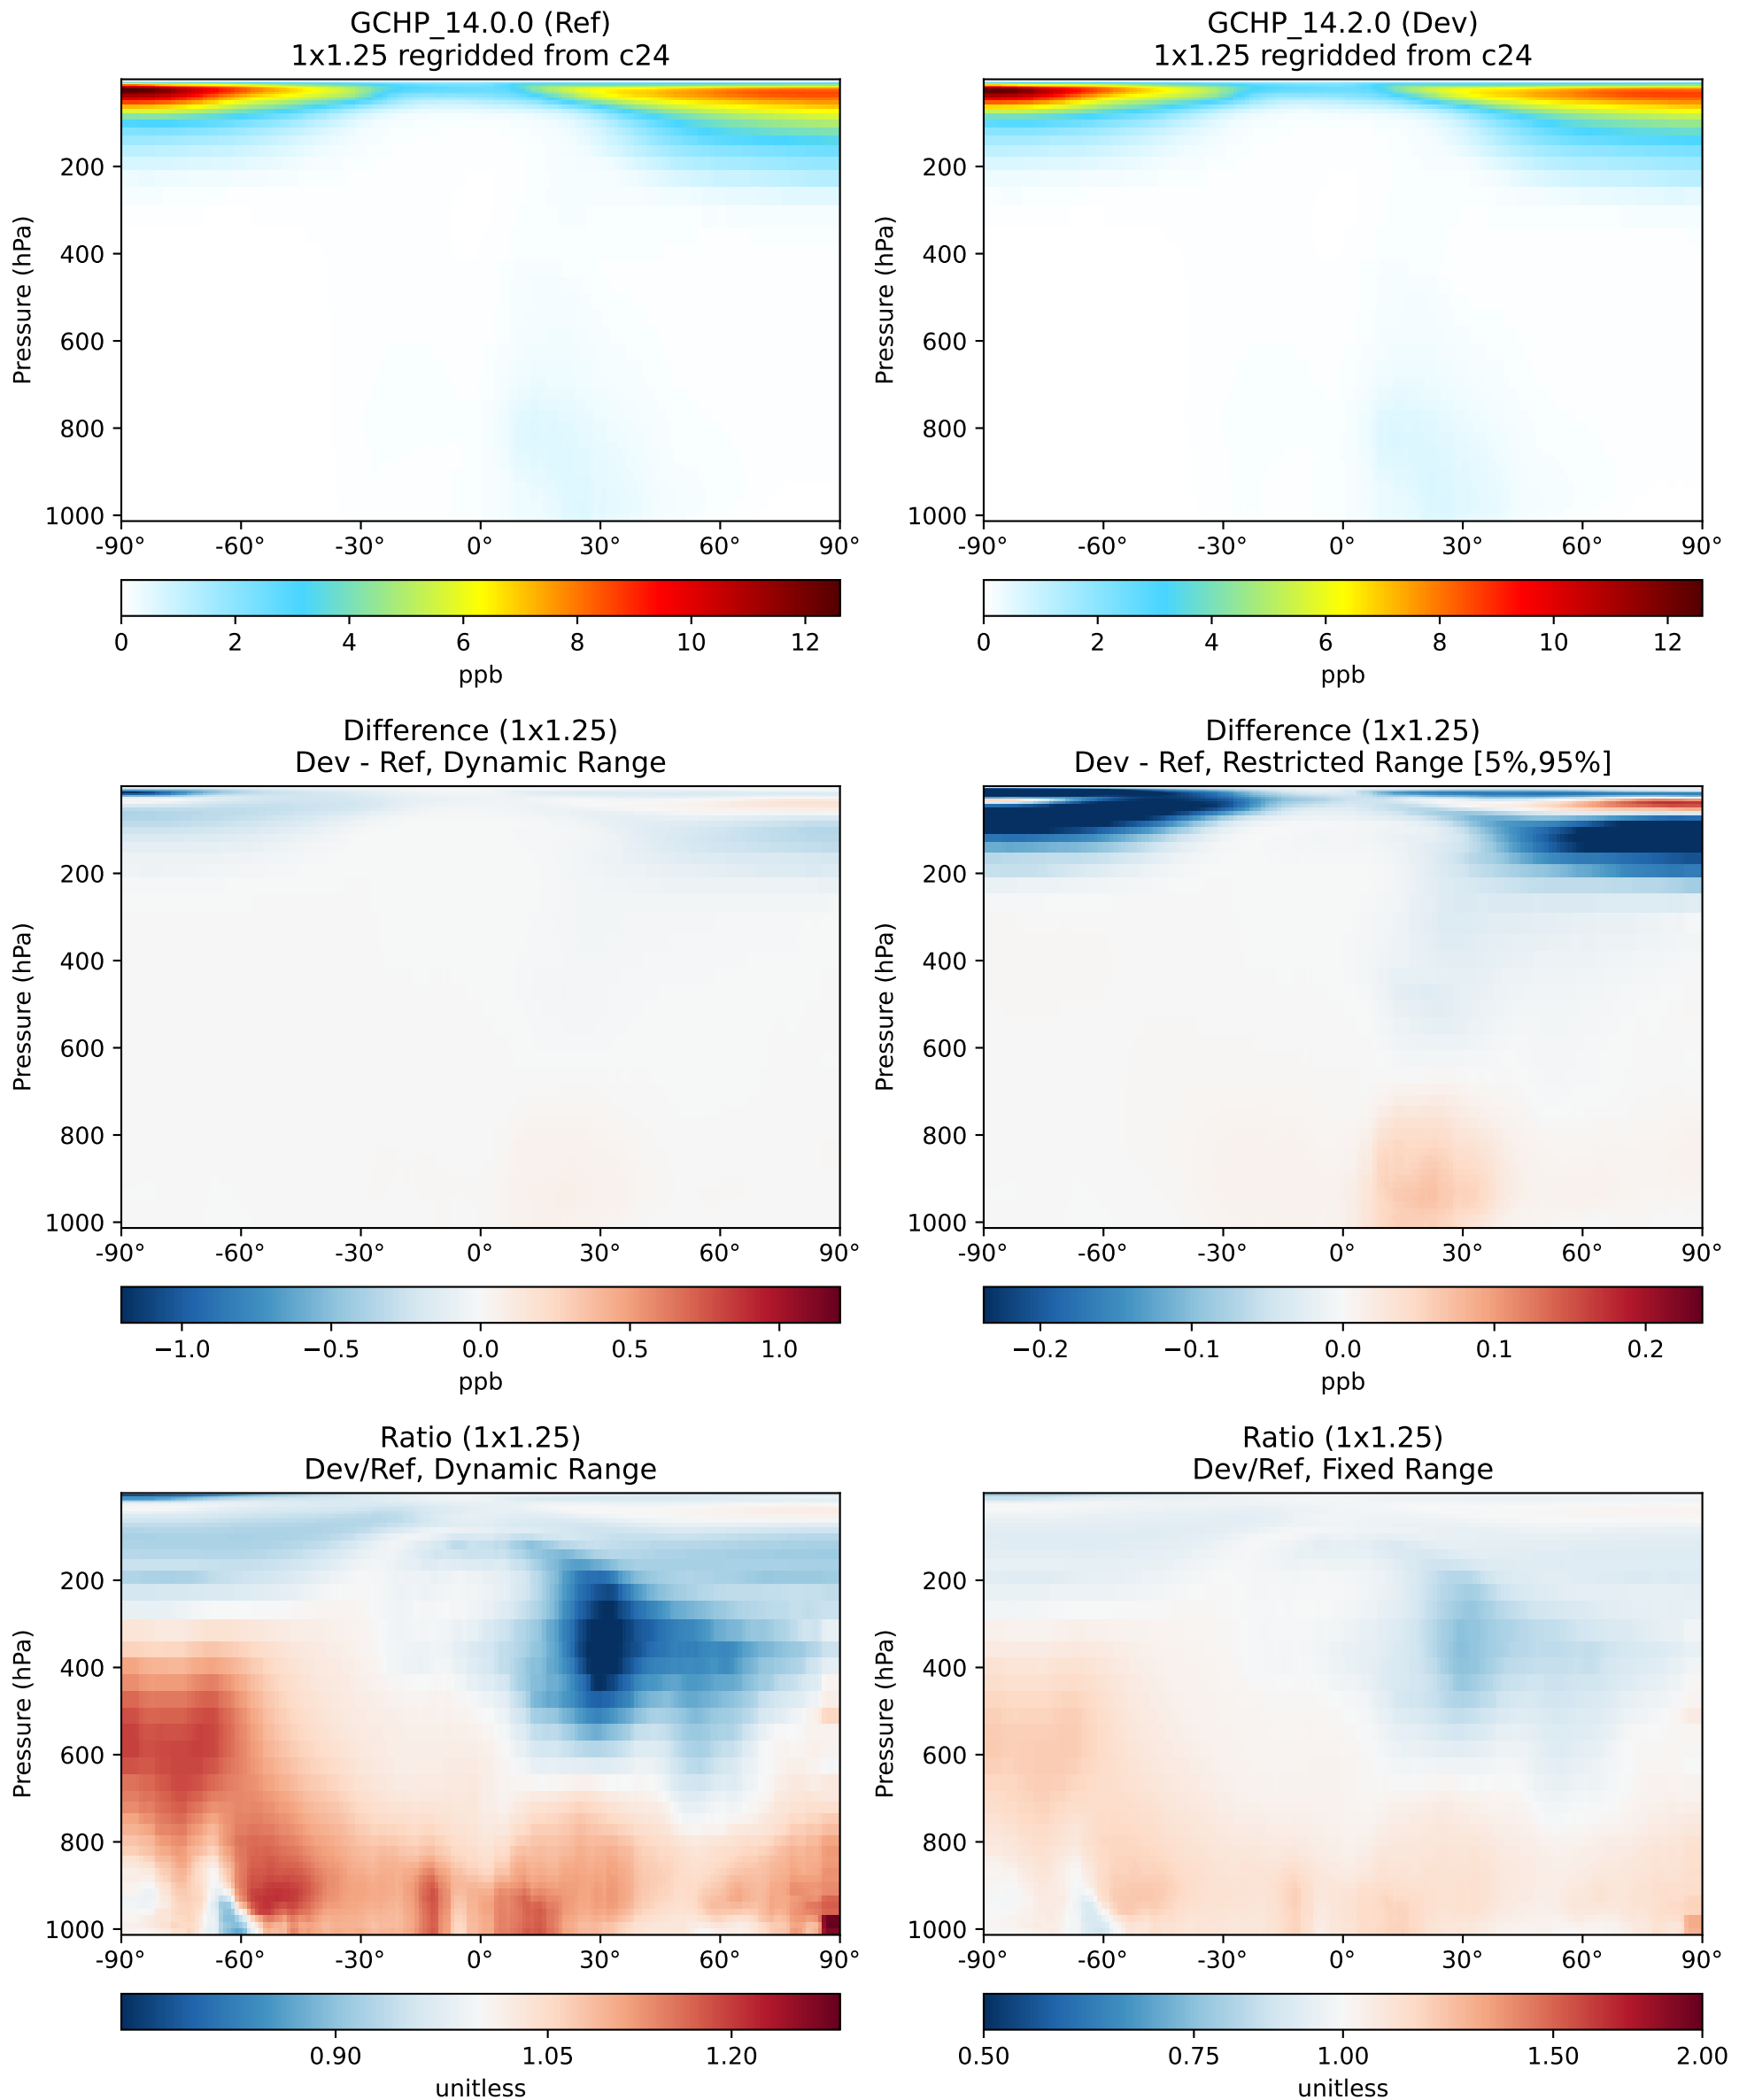 GCHP_14.0.0 (Ref)
1x1.25 regridded from c24
Pressure (hPa)
200
400
600
800
1000
-90° -60° -30° 0° 30° 60° 90°
0 2 4 6 8 10 12
ppb
GCHP_14.2.0 (Dev)
1x1.25 regridded from c24
Pressure (hPa)
200
400
600
800
1000
-90° -60° -30° 0° 30° 60° 90°
0 2 4 6 8 10 12
ppb
Difference (1x1.25)
Dev - Ref, Dynamic Range
Pressure (hPa)
200
400
600
800
1000
-90° -60° -30° 0° 30° 60° 90°
−1.0 −0.5 0.0 0.5 1.0
ppb
Difference (1x1.25)
Dev - Ref, Restricted Range [5%,95%]
Pressure (hPa)
200
400
600
800
1000
-90° -60° -30° 0° 30° 60° 90°
−0.2 −0.1 0.0 0.1 0.2
ppb
Ratio (1x1.25)
Dev/Ref, Dynamic Range
Pressure (hPa)
200
400
600
800
1000
-90° -60° -30° 0° 30° 60° 90°
0.90 1.05 1.20
unitless
Ratio (1x1.25)
Dev/Ref, Fixed Range
Pressure (hPa)
200
400
600
800
1000
-90° -60° -30° 0° 30° 60° 90°
0.50 0.75 1.00 1.50 2.00
unitless